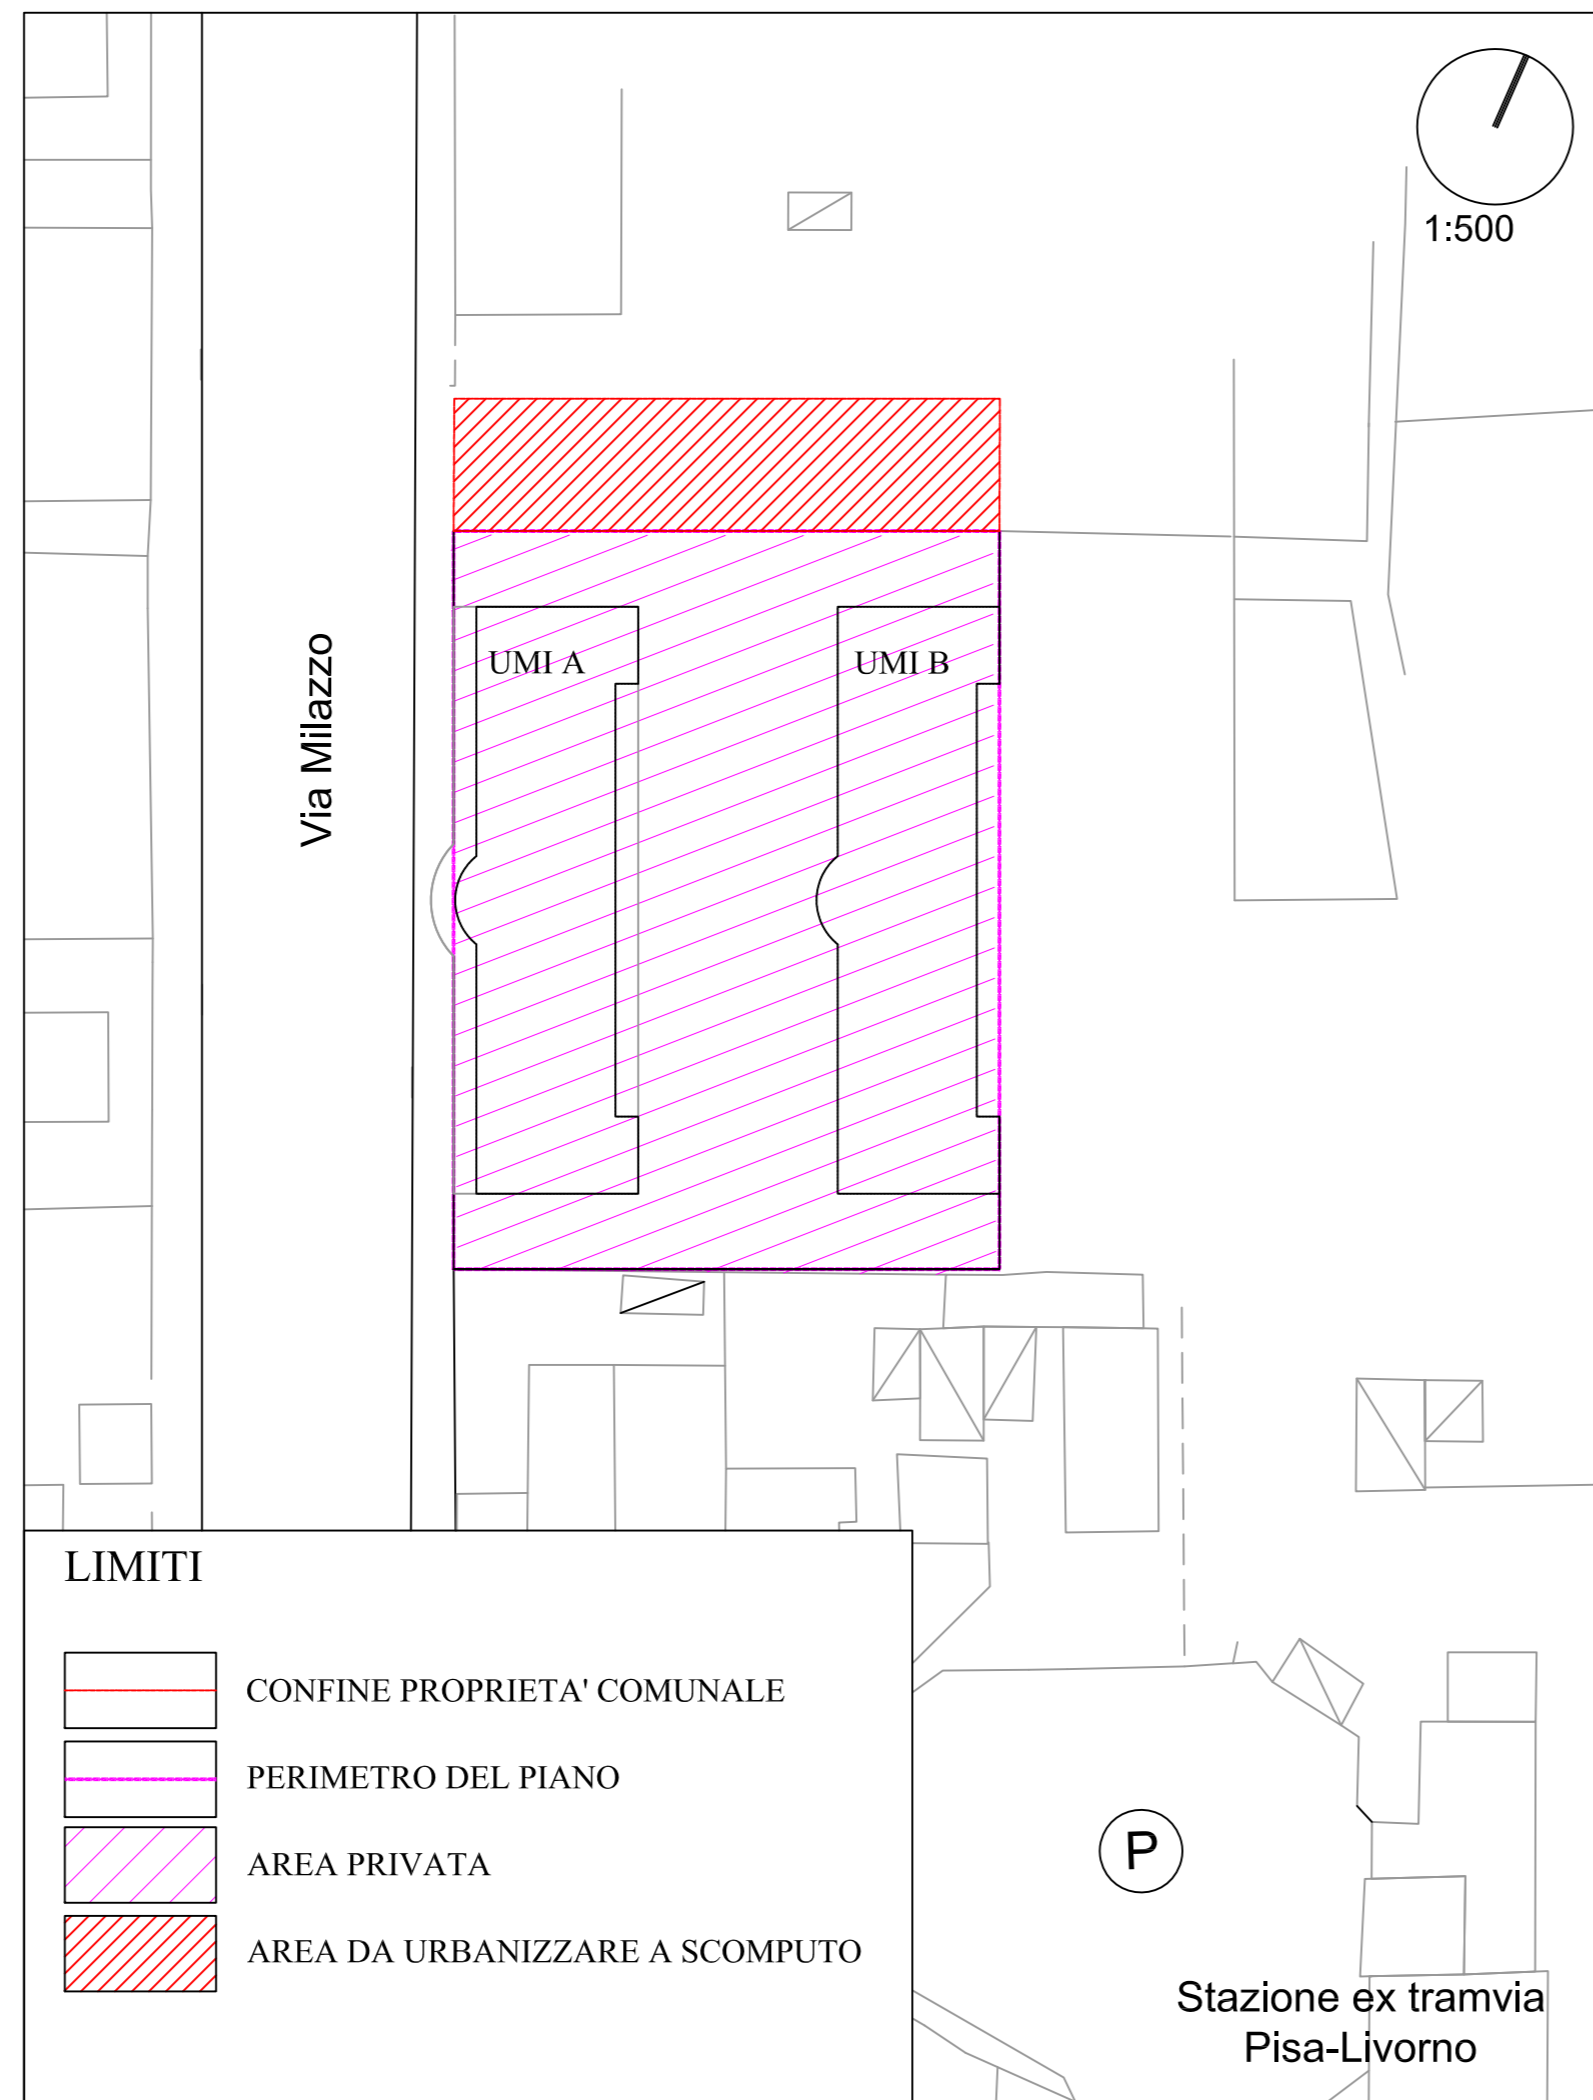 1:500
UMI A
UMI B
Via Milazzo
LIMITI
CONFINE PROPRIETA' COMUNALE
PERIMETRO DEL PIANO
AREA PRIVATA
AREA DA URBANIZZARE A SCOMPUTO
P
Stazione ex tramvia
Pisa-Livorno